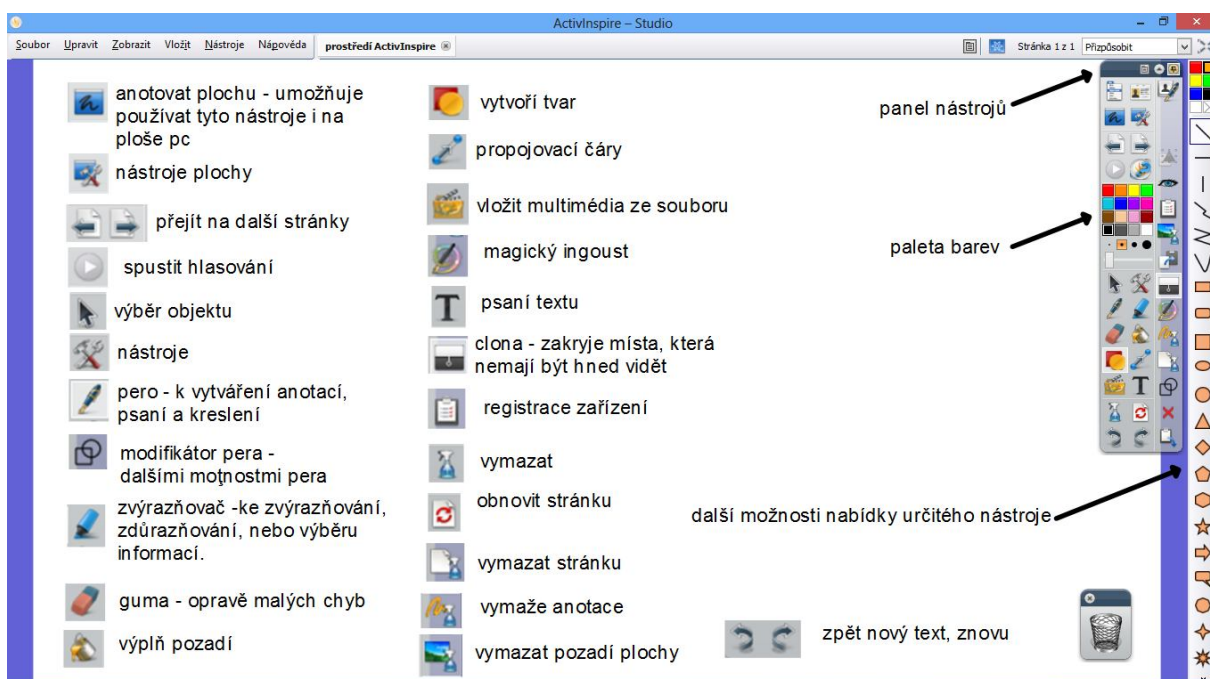 ActivInspire – Studio
Soubor Upravit Zobrazit Vložit Nástroje Nápověda prostředí ActivInspire Stránka 1 z 1 Přizpůsobit
anotovat plochu - umožňuje
používat tyto nástroje i na
ploše pc
nástroje plochy
přejít na další stránky
spustit hlasování
výběr objektu
nástroje
pero - k vytváření anotací,
psaní a kreslení
modifikátor pera -
dalšími moţnostmi pera
zvýrazňovač -ke zvýrazňování,
zdůrazňování, nebo výběru
informací.
guma - opravě malých chyb
výplň pozadí
vytvoří tvar
propojovací čáry
vložit multimédia ze souboru
magický ingoust
T psaní textu
clona - zakryje místa, která
nemají být hned vidět
registrace zařízení
vymazat
obnovit stránku
vymazat stránku
vymaže anotace
vymazat pozadí plochy
panel nástrojů
paleta barev
T
další možnosti nabídky určitého nástroje
zpět nový text, znovu